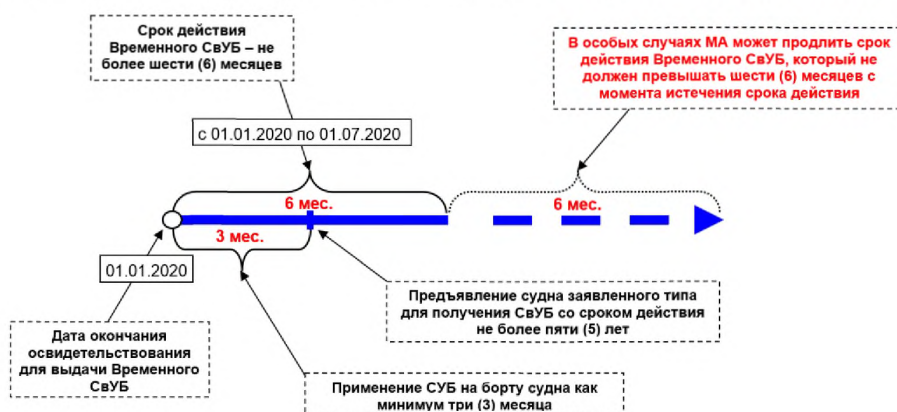 Срок действия
Временного СвУБ – не
более шести (6) месяцев
В особых случаях МА может продлить срок
действия Временного СвУБ, который не
должен превышать шести (6) месяцев с
момента истечения срока действия
с 01.01.2020 по 01.07.2020
6 мес.
6 мес.
3 мес.
01.01.2020
Предъявление судна заявленного типа
для получения СвУБ со сроком действия
не более пяти (5) лет
Дата окончания
освидетельствования
для выдачи Временного
СвУБ
Применение СУБ на борту судна как
минимум три (3) месяца